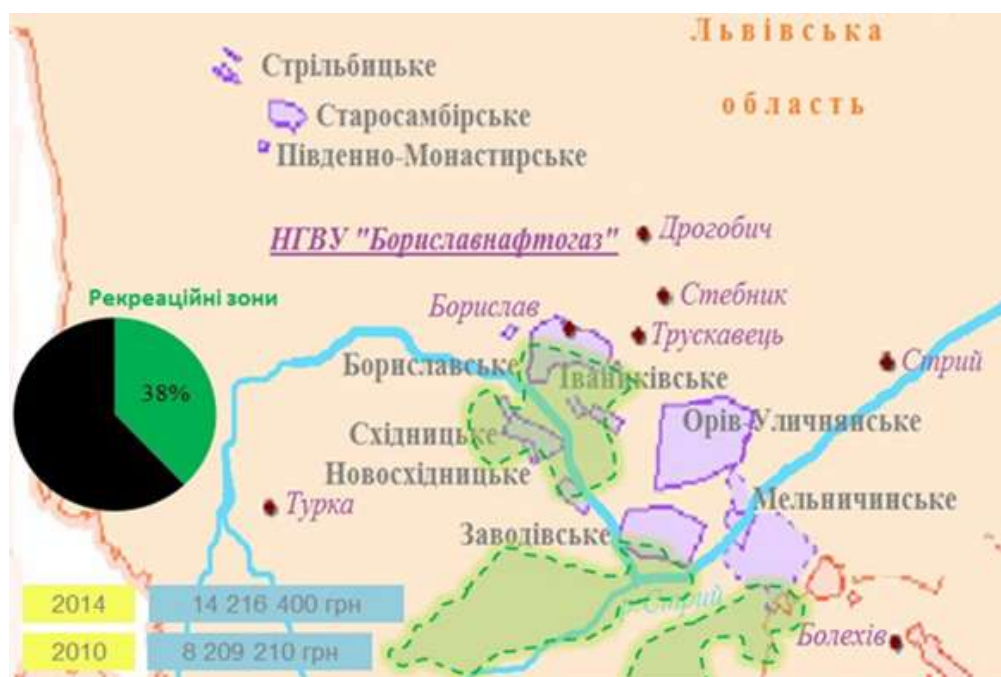 Львівська
область
Стрільбицьке
Старосамбірське
Південно-Монастирське
НГВУ "Бориславнафтогаз"
Дрогобич
Рекреаційні зони
Стебник
Борислав
Трускавець
Бориславське
Іваниківське
Стрий
38%
Східницьке
Орів-Уличнянське
Новосхідницьке
Мельничинське
Турка
Заводівське
Стрий
2014 14 216 400 грн
2010 8 209 210 грн
Болехів